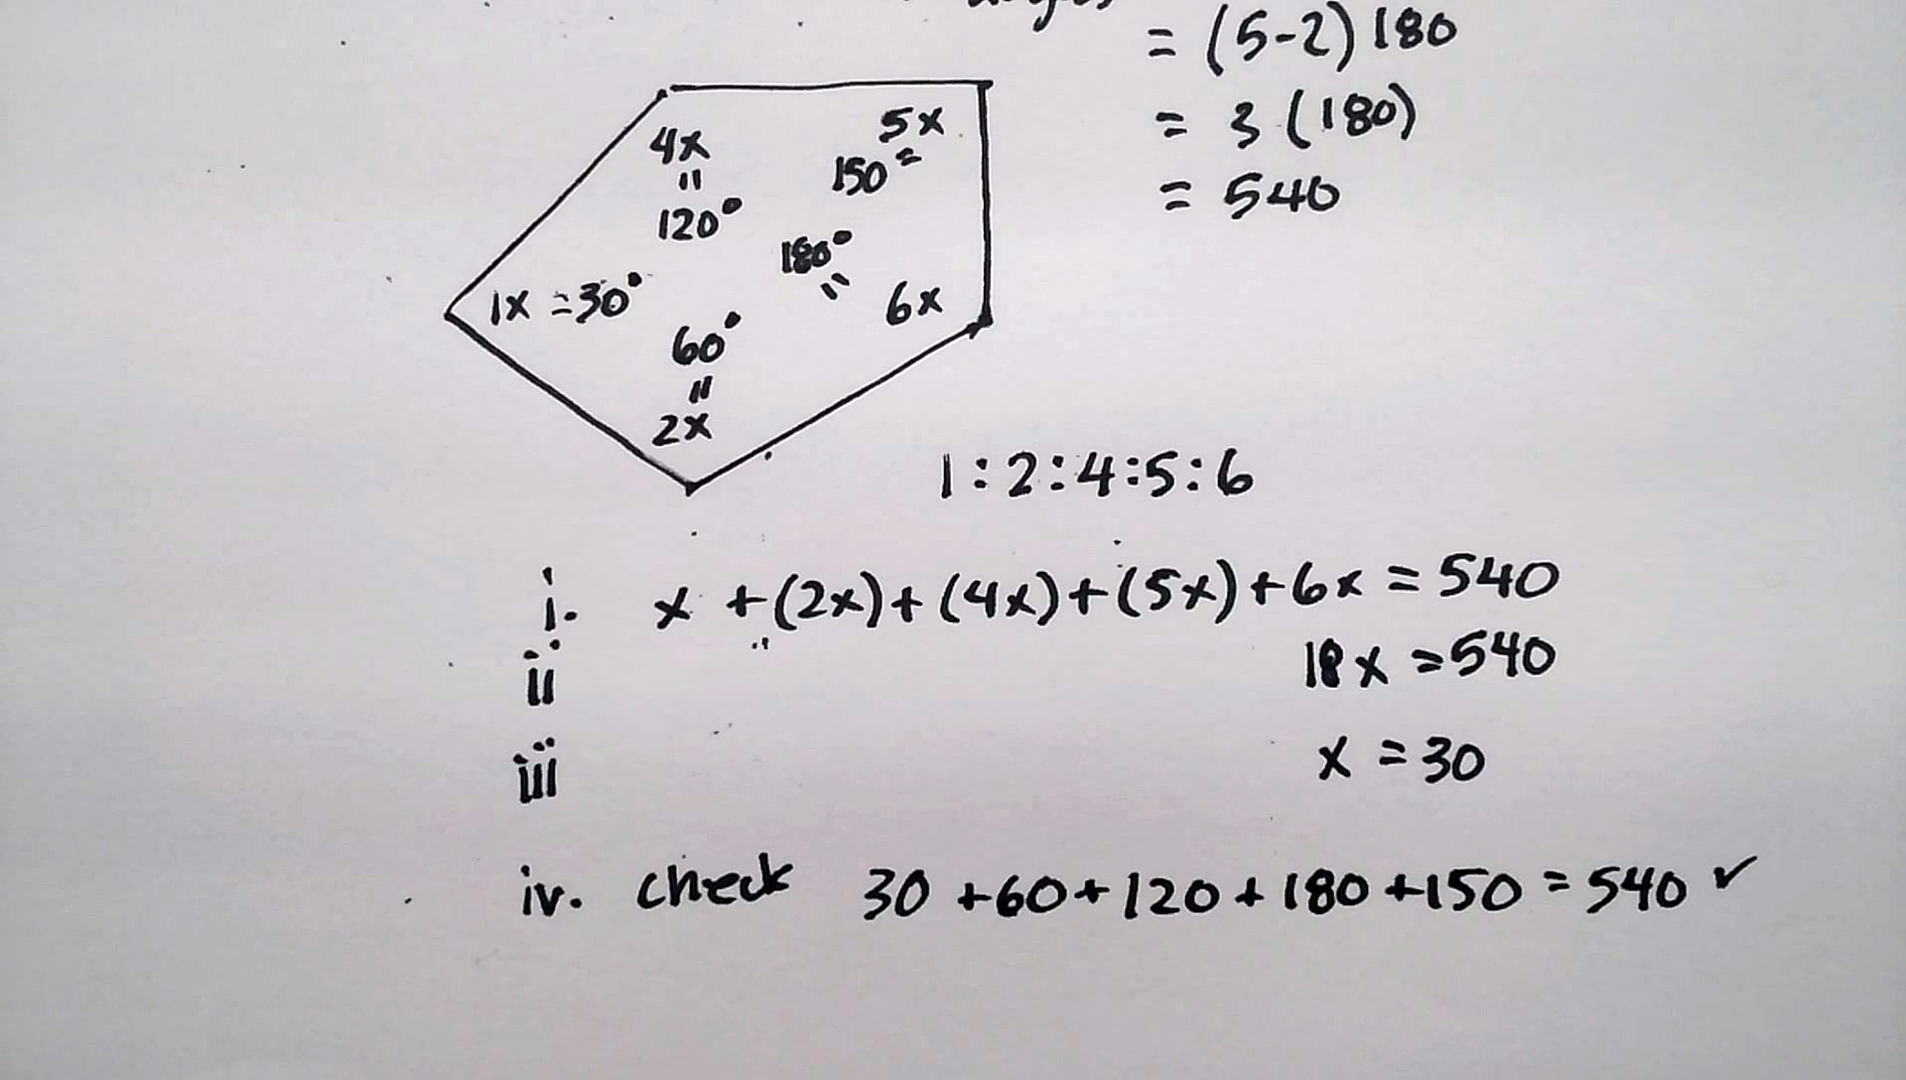 = (5-2) 180
= 3 (180)
= 540
4x
=
120°
5x
150 =
180°
=
6x
1x = 30°
60°
=
2x
1 : 2 : 4 : 5 : 6
i. x + (2x) + (4x) + (5x) + 6x = 540
ii 18x = 540
iii x = 30
iv. check 30 + 60 + 120 + 180 + 150 = 540 ✓